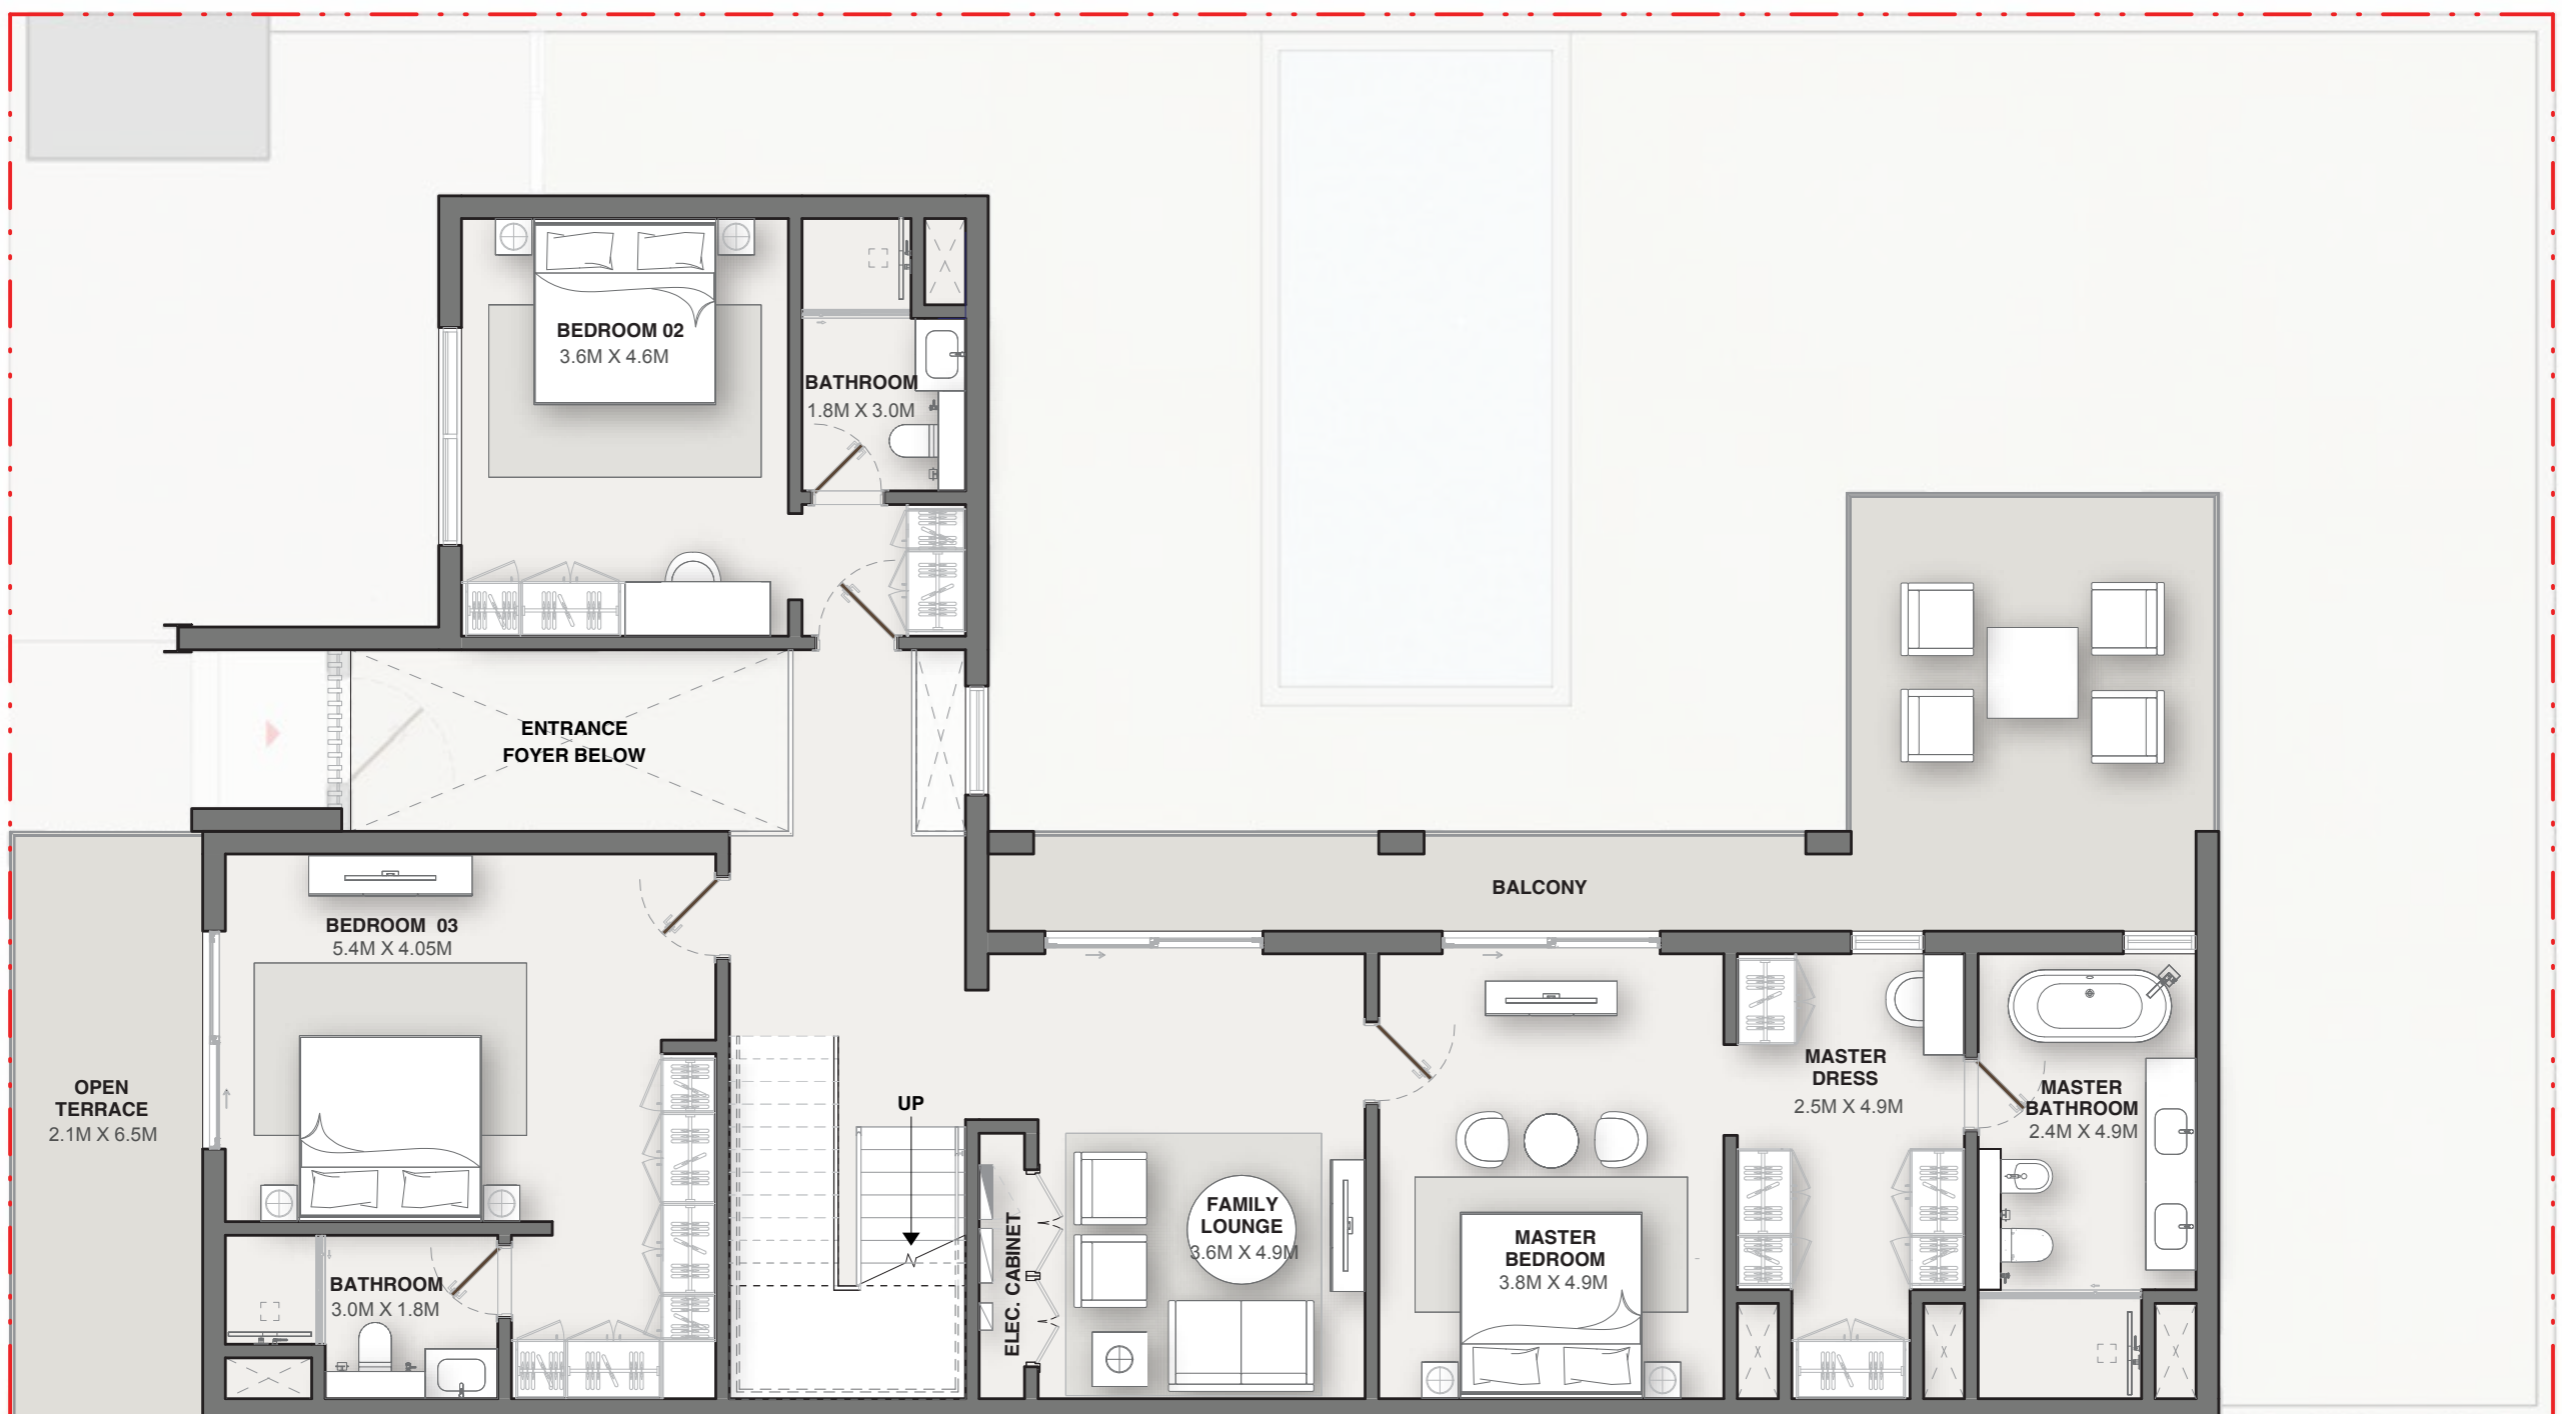 BEDROOM 02
3.6M X 4.6M
BATHROOM
1.8M X 3.0M
ENTRANCE
FOYER BELOW
BALCONY
BEDROOM 03
5.4M X 4.05M
OPEN
TERRACE
2.1M X 6.5M
UP
MASTER
DRESS
2.5M X 4.9M
MASTER
BATHROOM
2.4M X 4.9M
FAMILY
LOUNGE
3.6M X 4.9M
MASTER
BEDROOM
3.8M X 4.9M
ELEC. CABINET
BATHROOM
3.0M X 1.8M